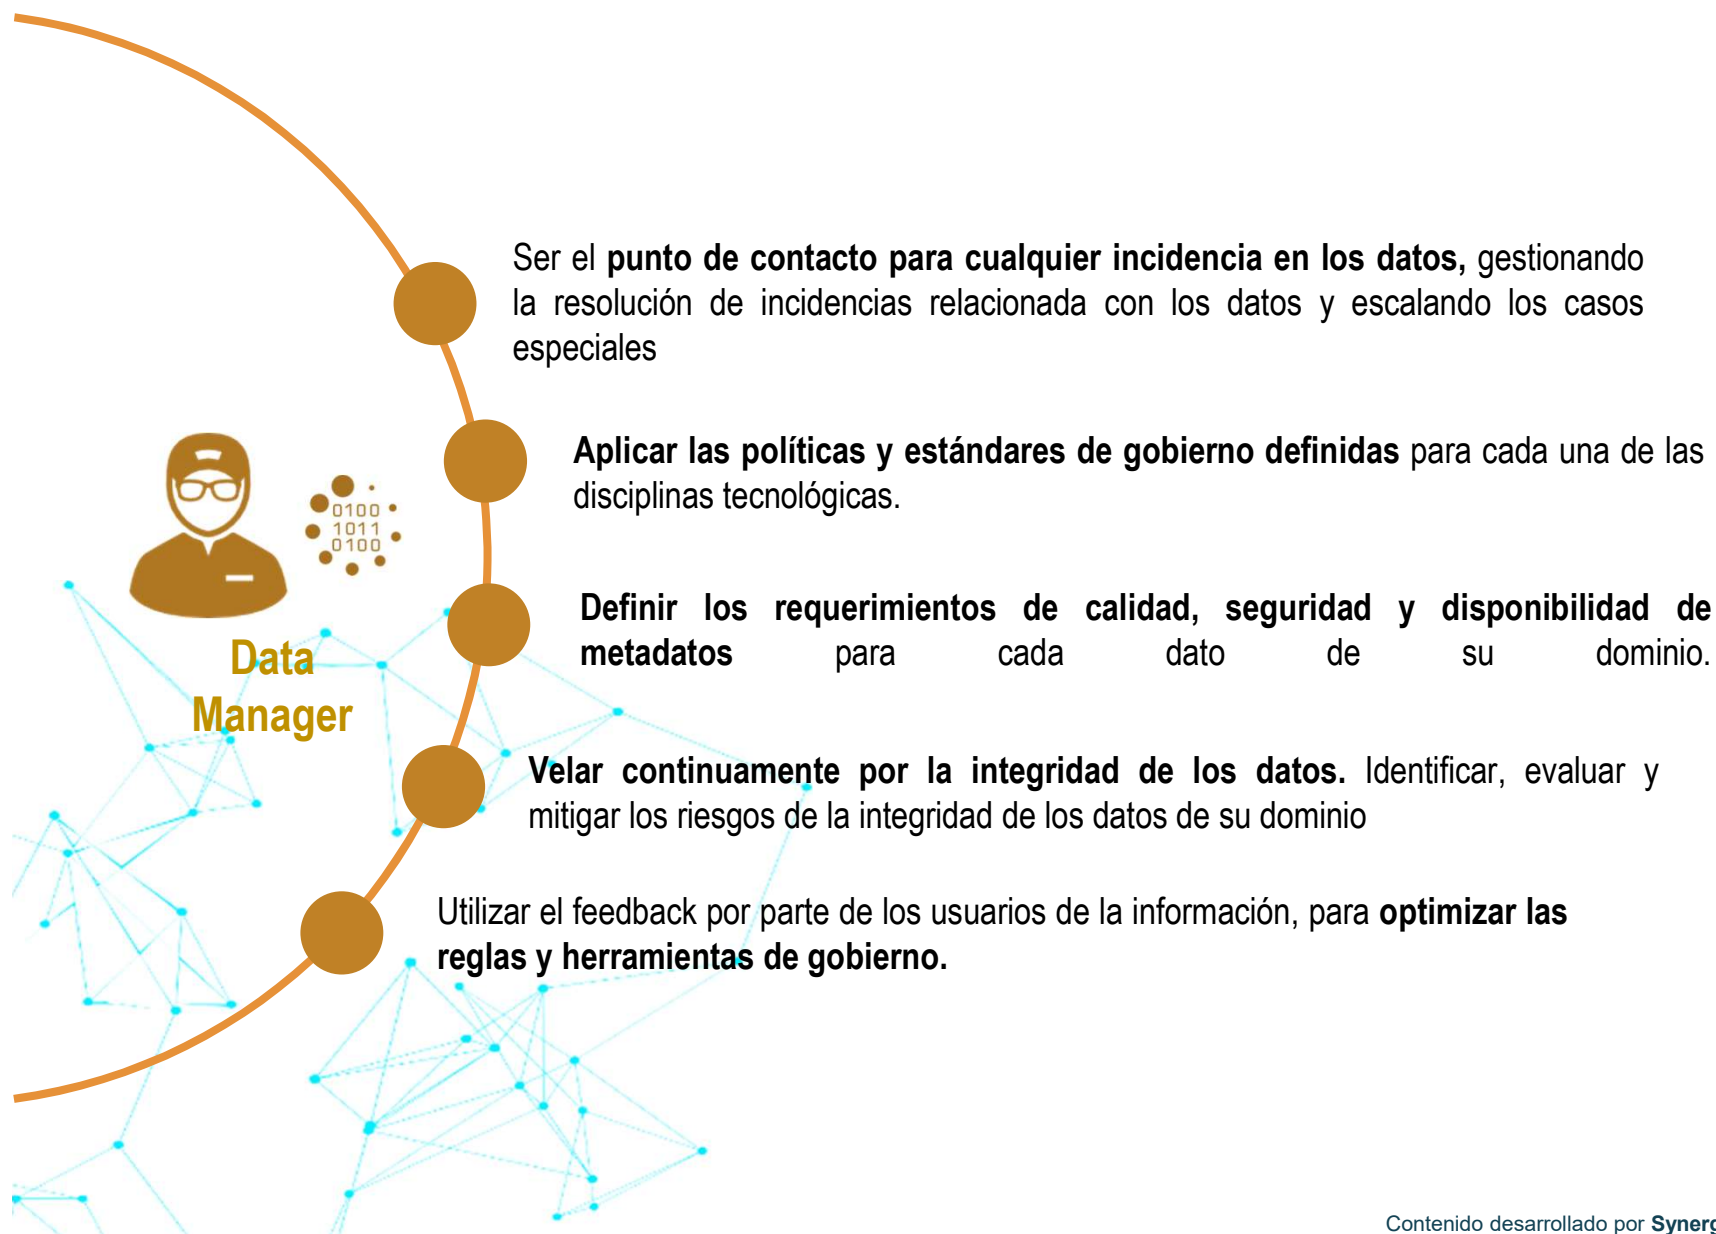 Ser el punto de contacto para cualquier incidencia en los datos, gestionando
la resolución de incidencias relacionada con los datos y escalando los casos
especiales
Aplicar las políticas y estándares de gobierno definidas para cada una de las
disciplinas tecnológicas.
0100
1011
0100
Data
Manager
Definir los requerimientos de calidad, seguridad y disponibilidad de
metadatos para cada dato de su dominio.
Velar continuamente por la integridad de los datos. Identificar, evaluar y
mitigar los riesgos de la integridad de los datos de su dominio
Utilizar el feedback por parte de los usuarios de la información, para optimizar las
reglas y herramientas de gobierno.
Contenido desarrollado por Synerg